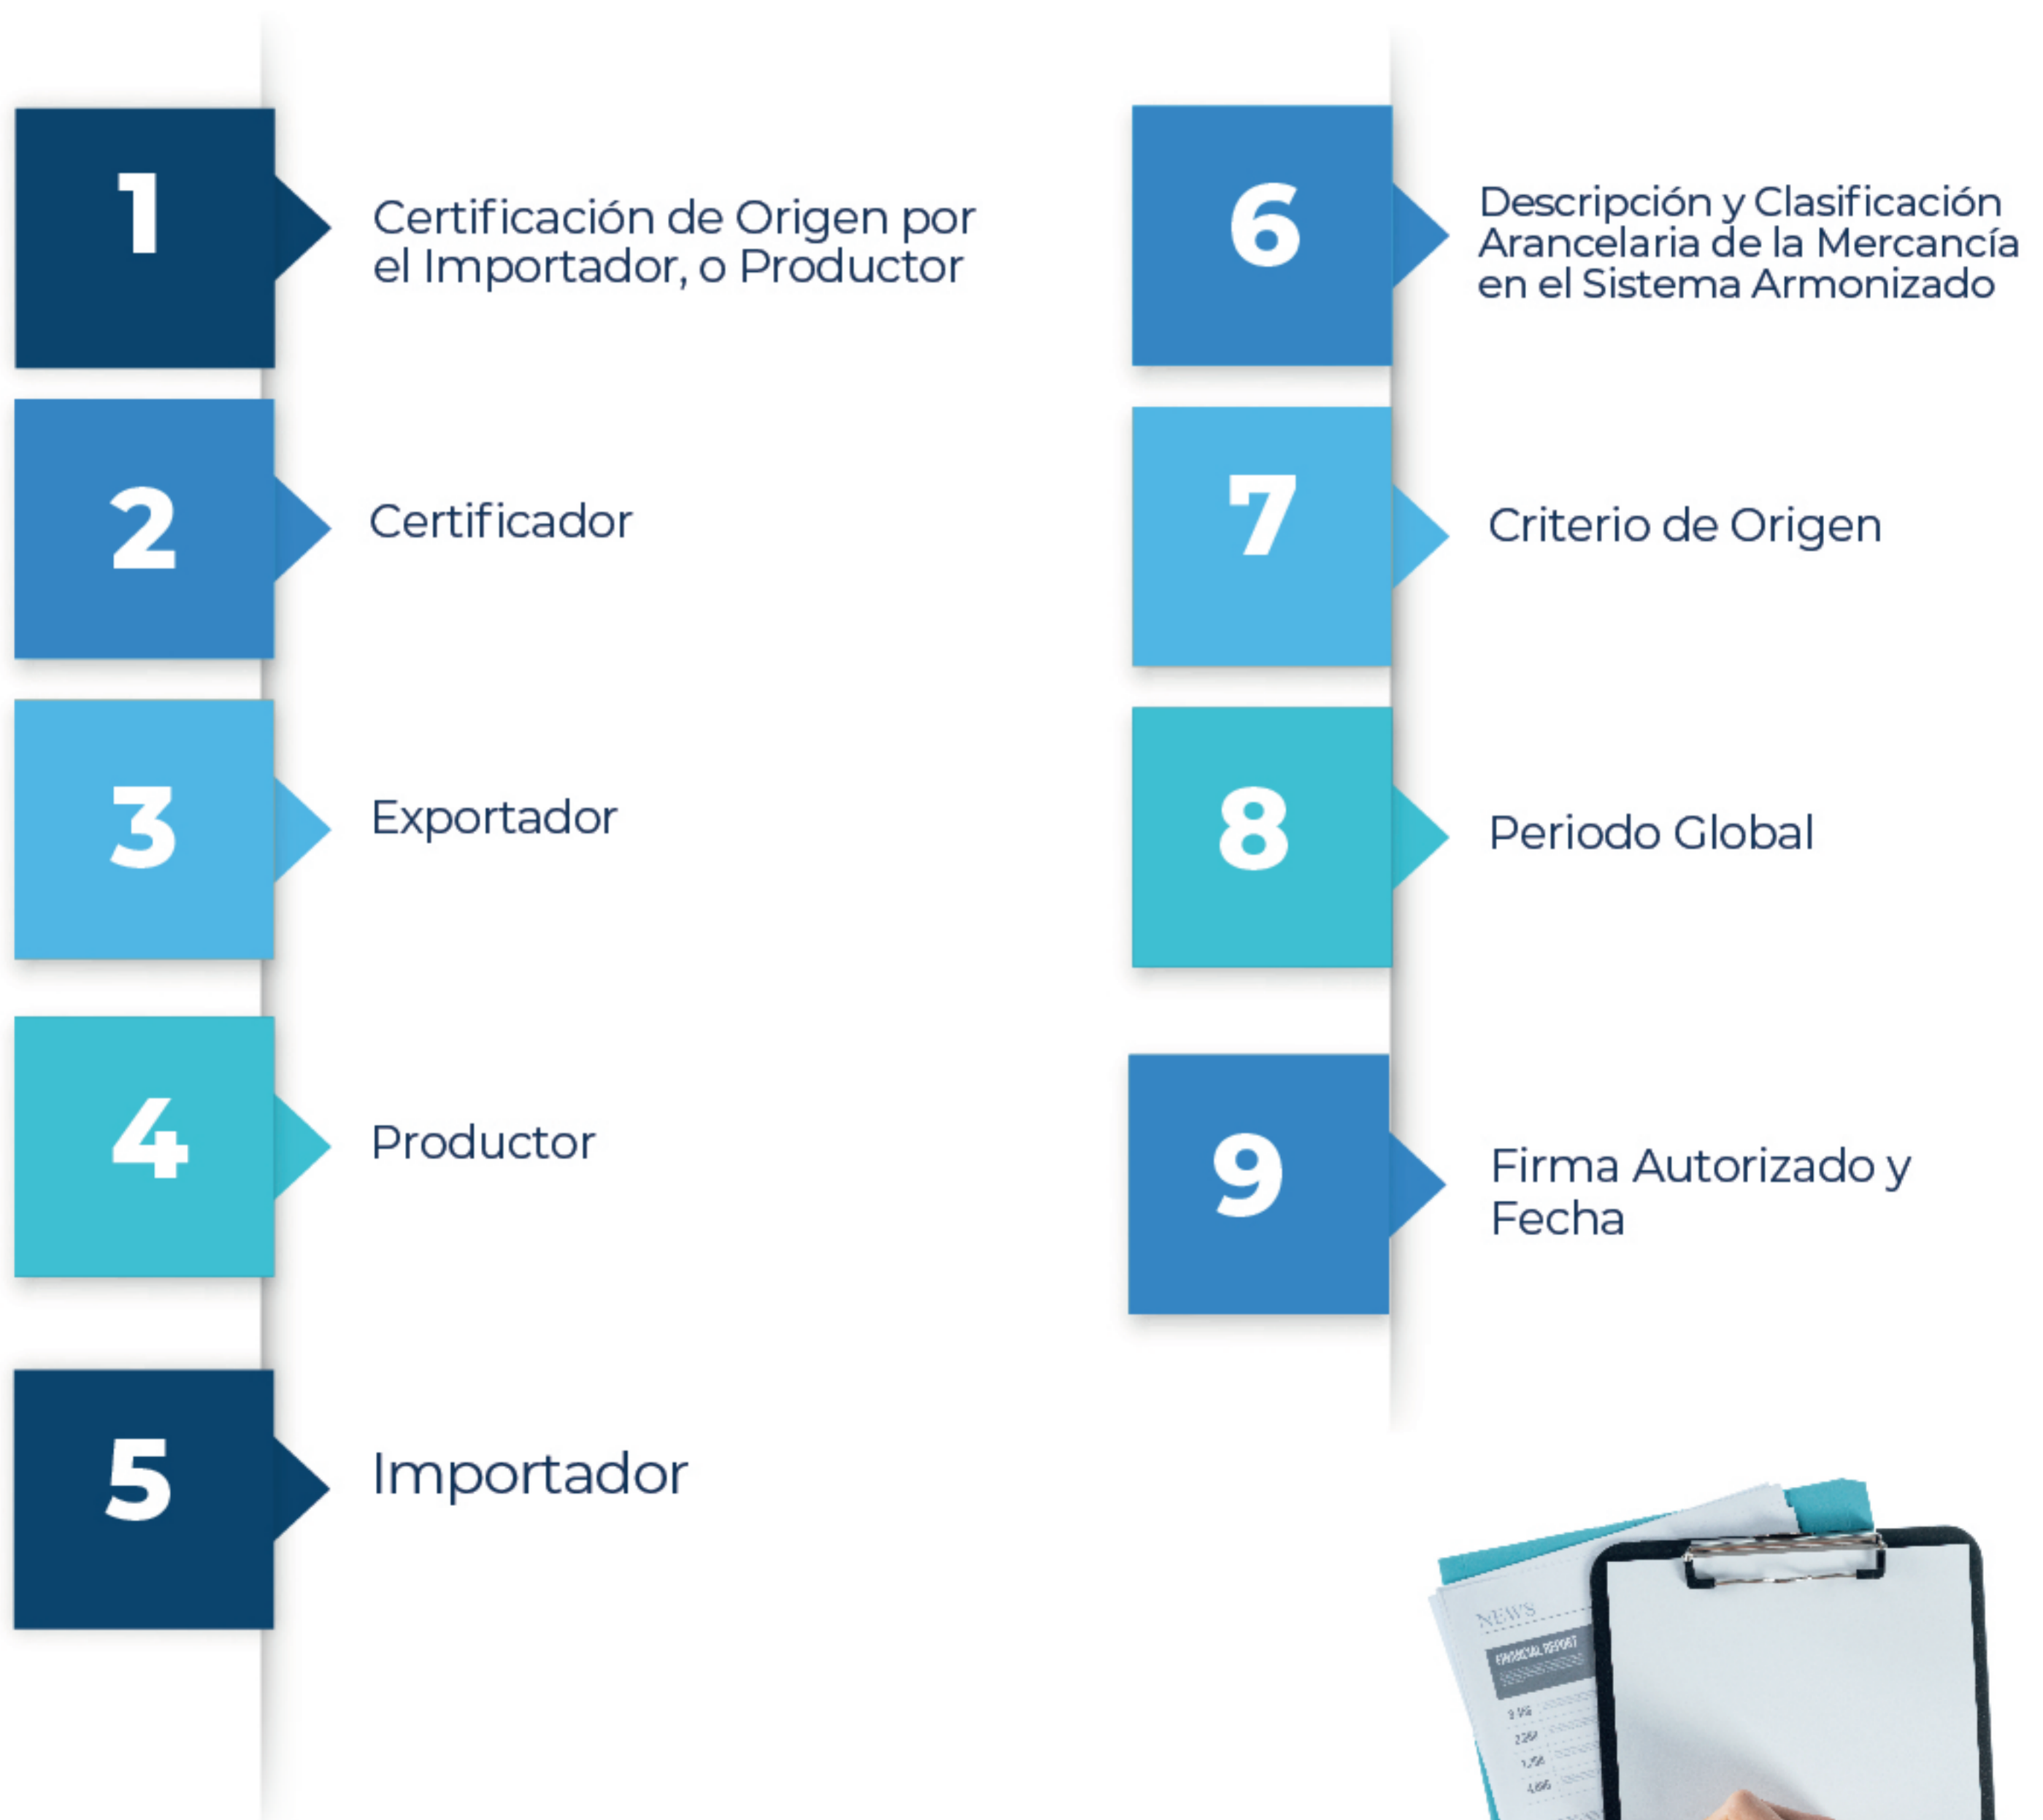 1
Certificación de Origen por
el Importador, o Productor
2
Certificador
3
Exportador
4
Productor
5
Importador
6
Descripción y Clasificación
Arancelaria de la Mercancía
en el Sistema Armonizado
7
Criterio de Origen
8
Periodo Global
9
Firma Autorizado y
Fecha
NEWS
FINANCIAL REPORT